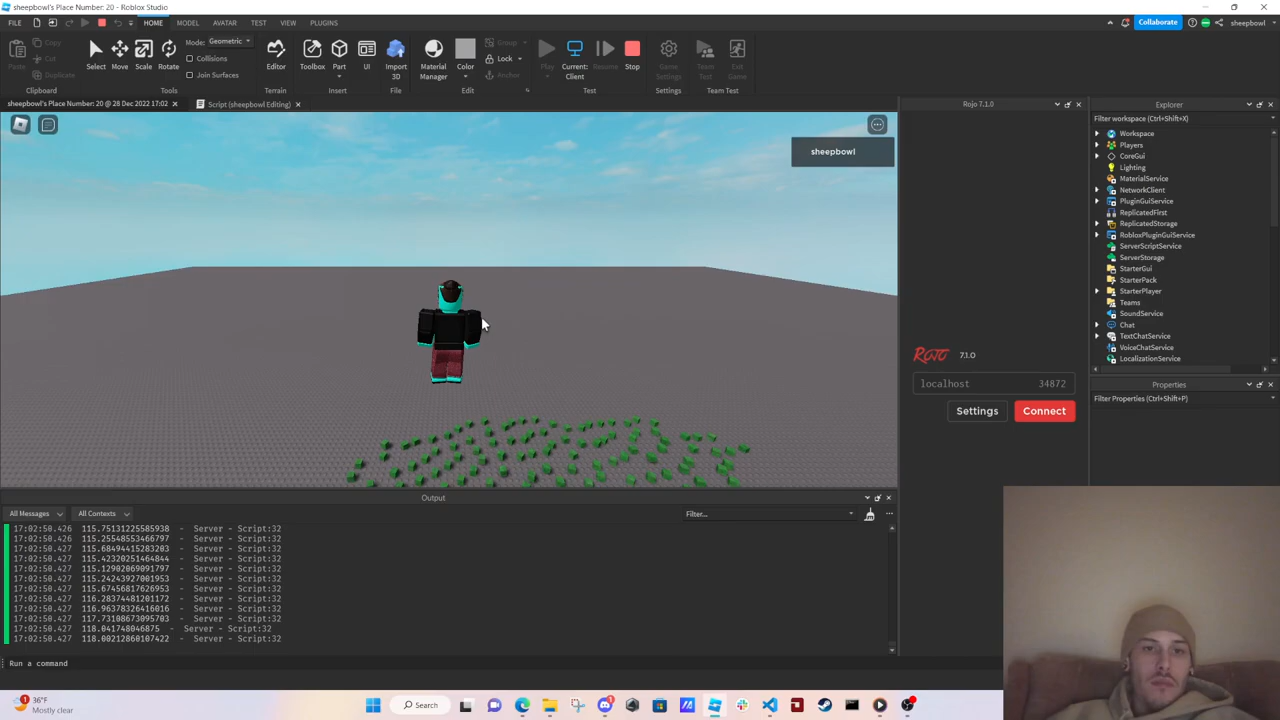 sheepbowl's Place Number: 20 - Roblox Studio
FILE HOME MODEL AVATAR TEST VIEW PLUGINS Collaborate sheepbowl
Paste Copy Cut Duplicate Select Move Scale Rotate Mode: Geometric Collisions Join Surfaces Editor Toolbox Part UI Import 3D Material Manager Color Group Lock Anchor Play Current: Client Resume Stop Game Settings Team Test Exit Game
Clipboard Tools Terrain Insert File Edit Test Settings Team Test
sheepbowl's Place Number: 20 @ 28 Dec 2022 17:02 Script (sheepbowl Editing) Rojo 7.1.0 Explorer
Filter workspace (Ctrl+Shift+X)
Workspace
Players
CoreGui
Lighting
MaterialService
NetworkClient
PluginGuiService
ReplicatedFirst
ReplicatedStorage
RobloxPluginGuiService
ServerScriptService
ServerStorage
StarterGui
StarterPack
StarterPlayer
Teams
SoundService
Chat
TextChatService
VoiceChatService
LocalizationService
sheepbowl
ROJO 7.1.0
localhost 34872
Settings Connect
Properties
Filter Properties (Ctrl+Shift+P)
Output
All Messages All Contexts Filter...
17:02:50.426 115.75131225585938 - Server - Script:32
17:02:50.426 115.25548553466797 - Server - Script:32
17:02:50.427 115.68494415283203 - Server - Script:32
17:02:50.427 115.42320251464844 - Server - Script:32
17:02:50.427 115.12902069091797 - Server - Script:32
17:02:50.427 115.24243927001953 - Server - Script:32
17:02:50.427 115.67456817626953 - Server - Script:32
17:02:50.427 116.28374481201172 - Server - Script:32
17:02:50.427 116.96378326416016 - Server - Script:32
17:02:50.427 117.73108673095703 - Server - Script:32
17:02:50.427 118.041748046875 - Server - Script:32
17:02:50.427 118.00212860107422 - Server - Script:32
Run a command
36°F
Mostly clear
Search